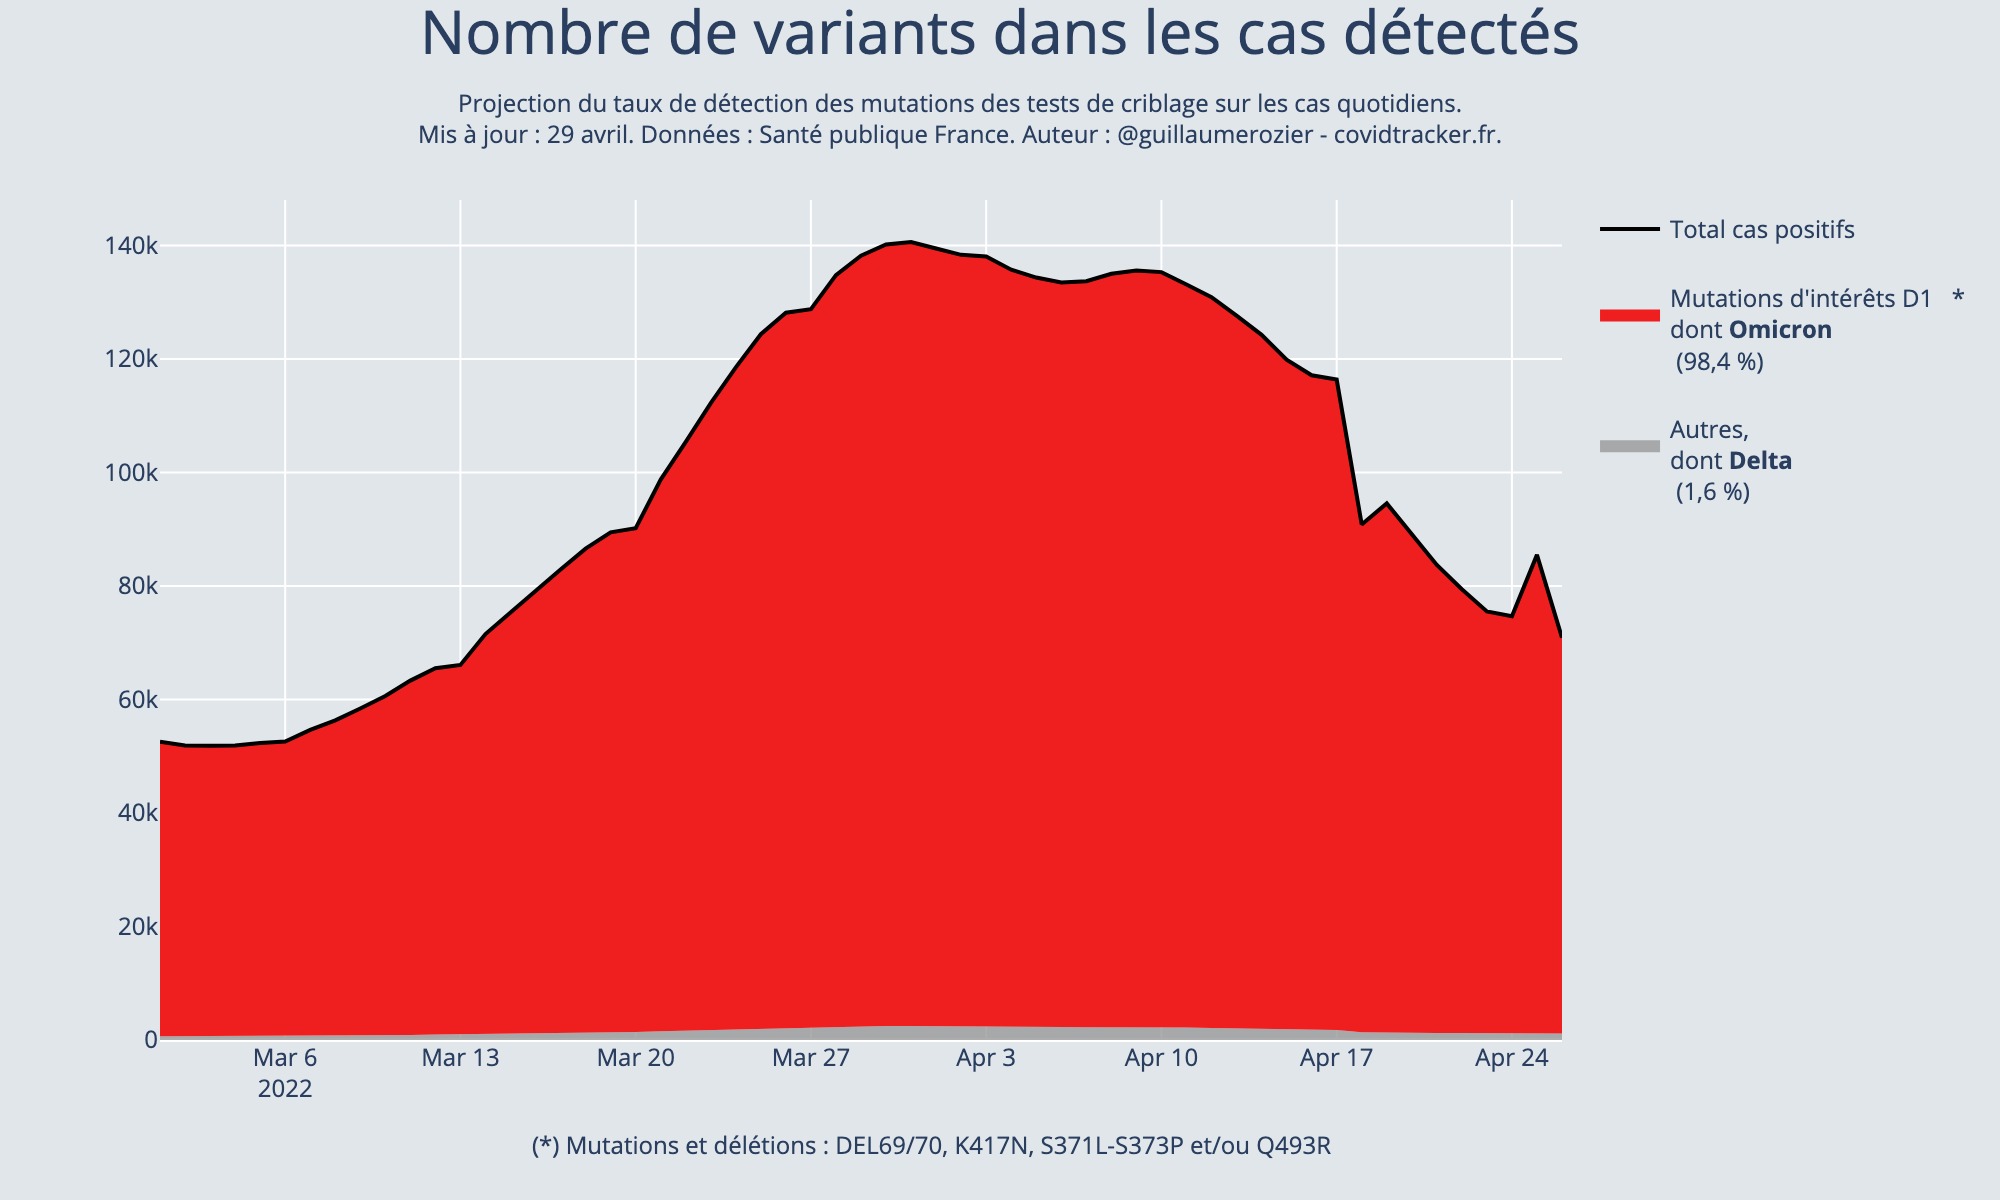 Nombre de variants dans les cas détectés
Projection du taux de détection des mutations des tests de criblage sur les cas quotidiens.
Mis à jour : 29 avril. Données : Santé publique France. Auteur : @guillaumerozier - covidtracker.fr.
140k
120k
100k
80k
60k
40k
20k
0
Mar 6
2022
Mar 13
Mar 20
Mar 27
Apr 3
Apr 10
Apr 17
Apr 24
Total cas positifs
Mutations d'intérêts D1 *
dont Omicron
(98,4 %)
Autres,
dont Delta
(1,6 %)
(*) Mutations et délétions : DEL69/70, K417N, S371L-S373P et/ou Q493R